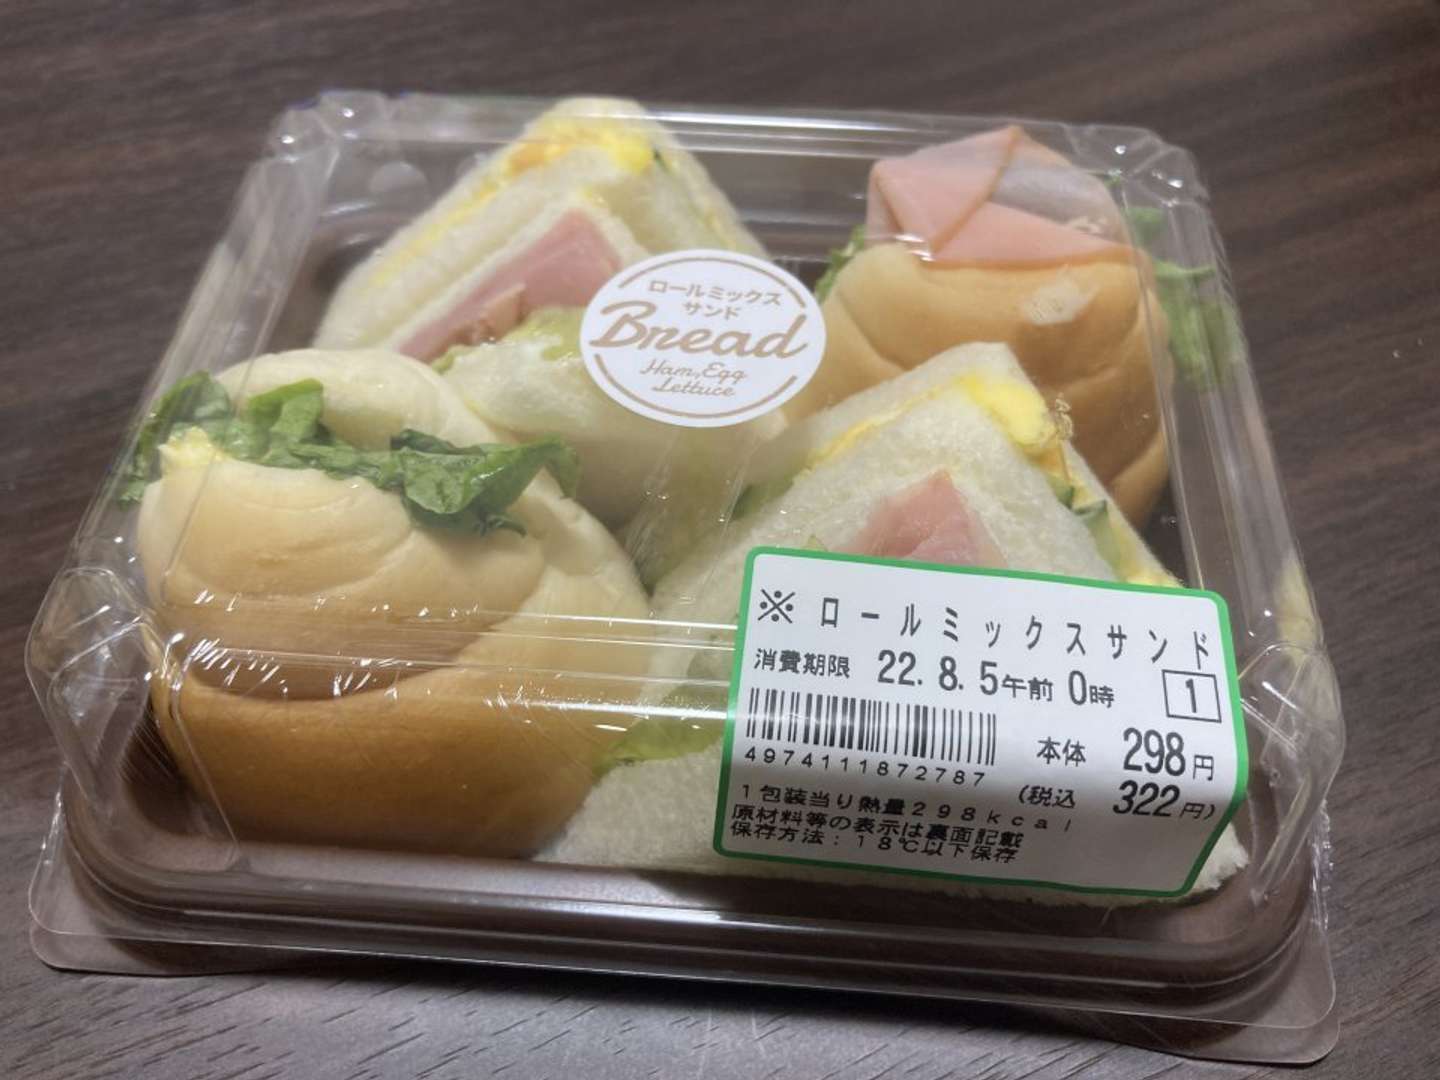 ロールミックス
サンド
Bread
Ham, Egg
Lettuce
※ ロールミックスサンド
消費期限 22. 8. 5午前 0時
1
4974111872787
本体 298円
(税込 322円)
1包装当り熱量298kcal
原材料等の表示は裏面記載
保存方法:18℃以下保存